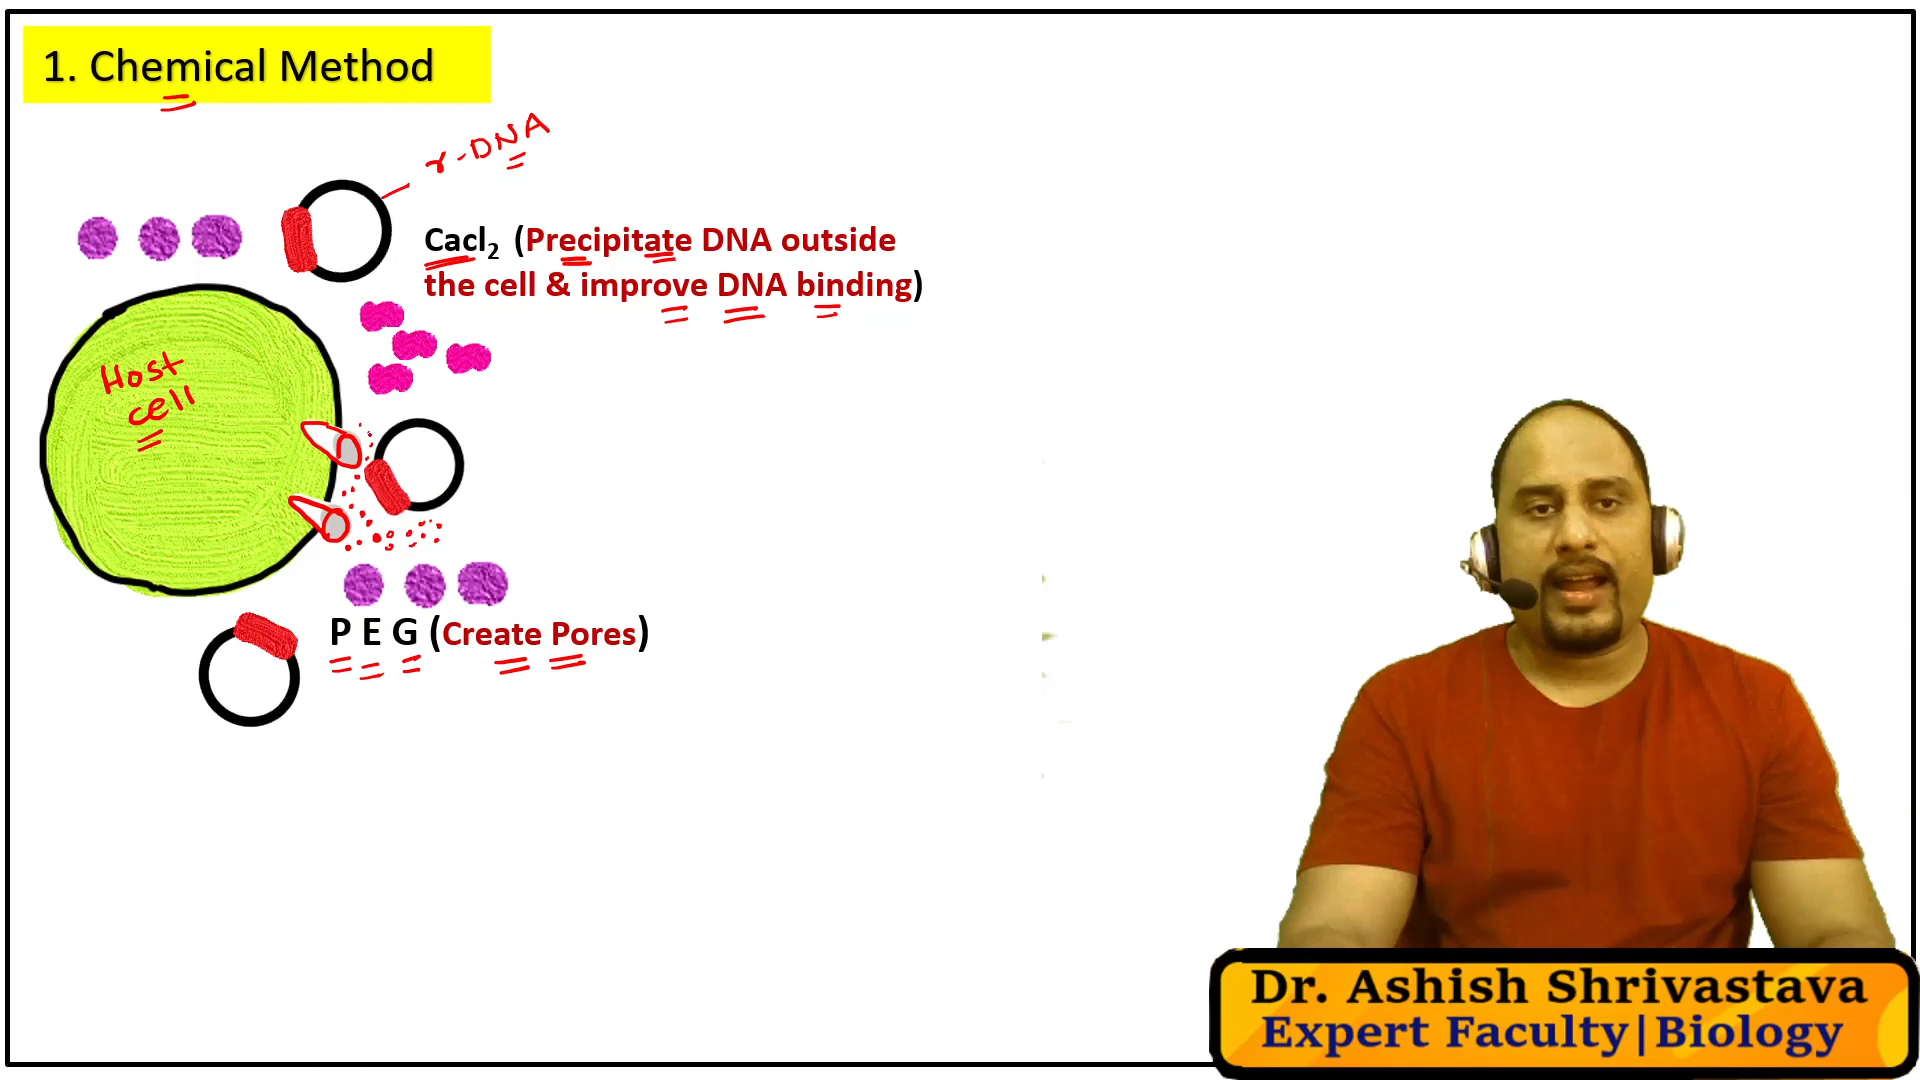 1. Chemical Method
r-DNA
Cacl₂ (Precipitate DNA outside
the cell & improve DNA binding)
Host
cell
P E G (Create Pores)
Dr. Ashish Shrivastava
Expert Faculty|Biology